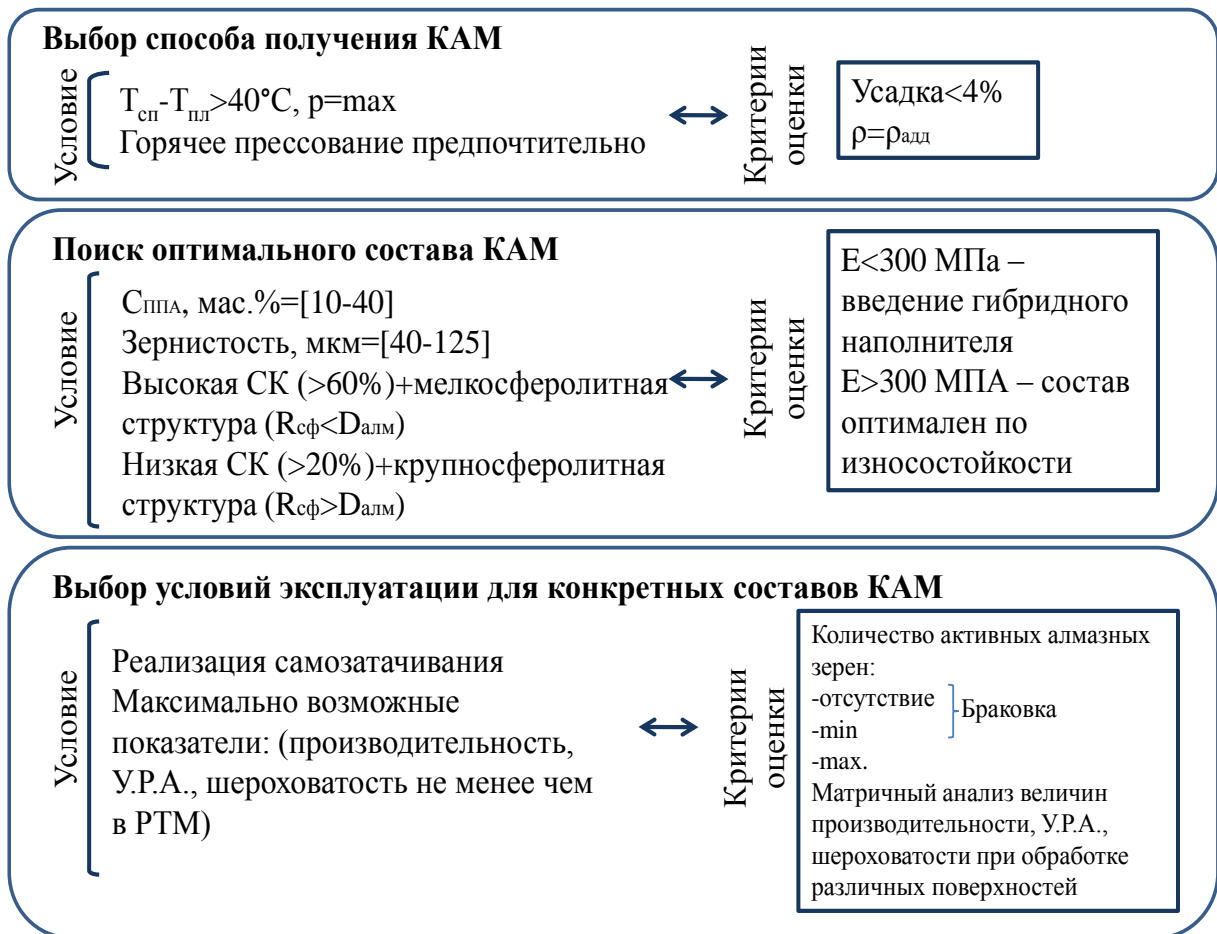 Выбор способа получения КАМ
Условие
Tсп-Tпл>40°C, p=max
Горячее прессование предпочтительно
Критерии
оценки
Усадка<4%
ρ=ρадд
Поиск оптимального состава КАМ
Условие
СППА, мас.%=[10-40]
Зернистость, мкм=[40-125]
Высокая СК (>60%)+мелкосферолитная
структура (Rсф<Dалм)
Низкая СК (>20%)+крупносферолитная
структура (Rсф>Dалм)
Критерии
оценки
Е<300 МПа –
введение гибридного
наполнителя
Е>300 МПА – состав
оптимален по
износостойкости
Выбор условий эксплуатации для конкретных составов КАМ
Условие
Реализация самозатачивания
Максимально возможные
показатели: (производительность,
У.Р.А., шероховатость не менее чем
в РТМ)
Критерии
оценки
Количество активных алмазных
зерен:
-отсутствие
-min
Браковка
-max.
Матричный анализ величин
производительности, У.Р.А.,
шероховатости при обработке
различных поверхностей